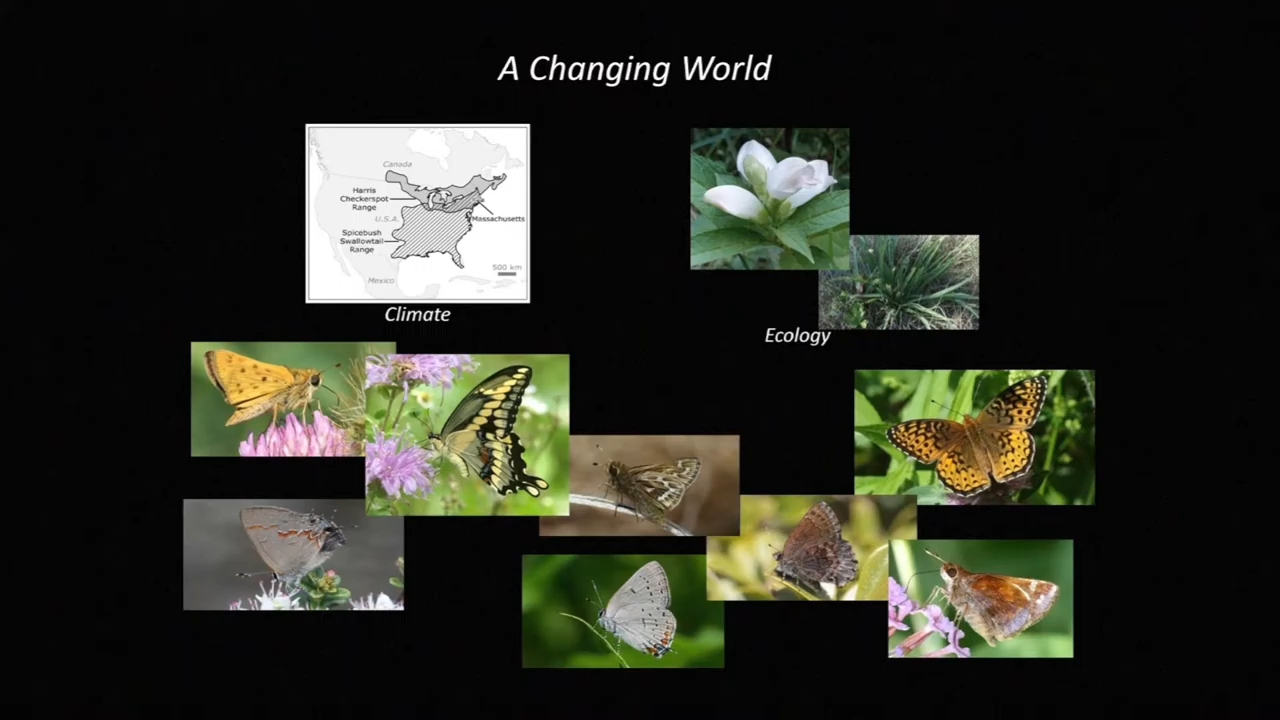 A Changing World
Canada
Harris
Checkerspot
Range
U.S.A.
Massachusetts
Spicebush
Swallowtail
Range
500 km
Mexico
Climate
Ecology